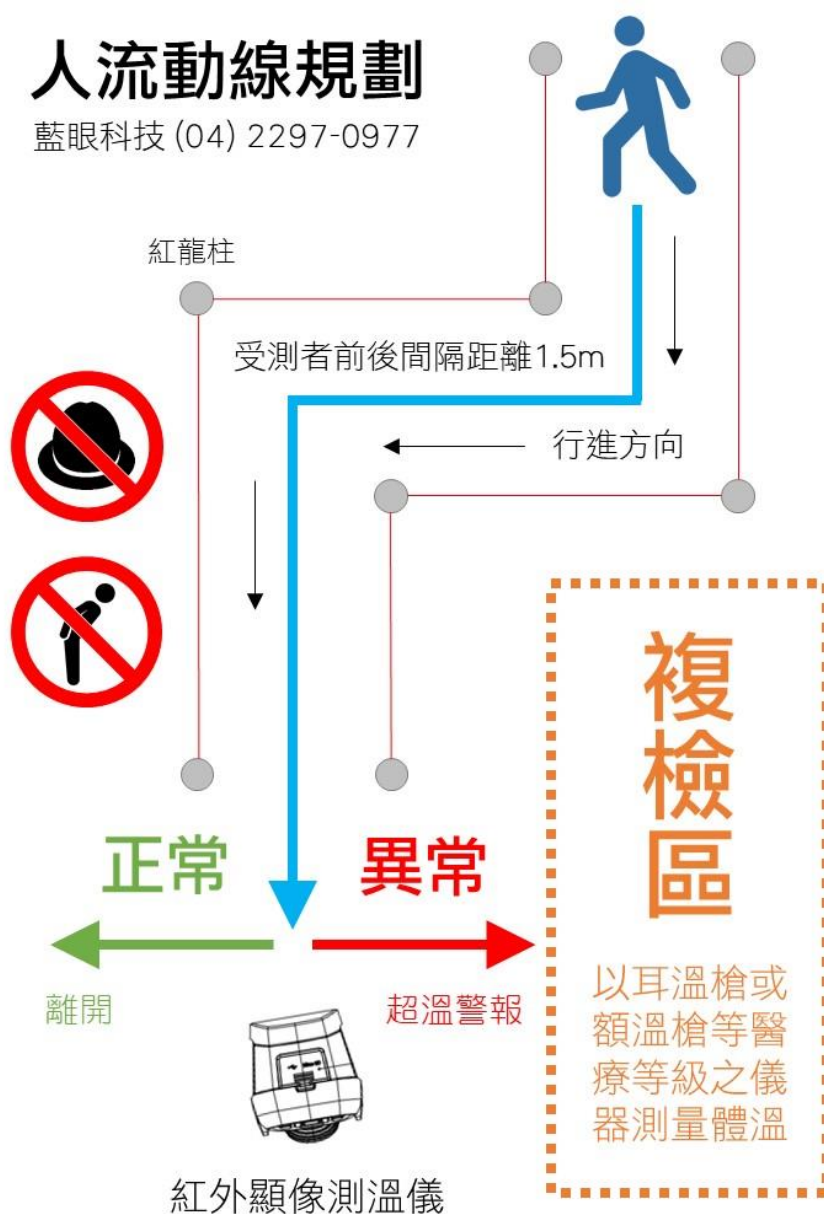 人流動線規劃
藍眼科技 (04) 2297-0977
紅龍柱
受測者前後間隔距離1.5m
行進方向
正常
異常
離開
超溫警報
紅外顯像測溫儀
複檢區
以耳溫槍或
額溫槍等醫
療等級之儀
器測量體溫